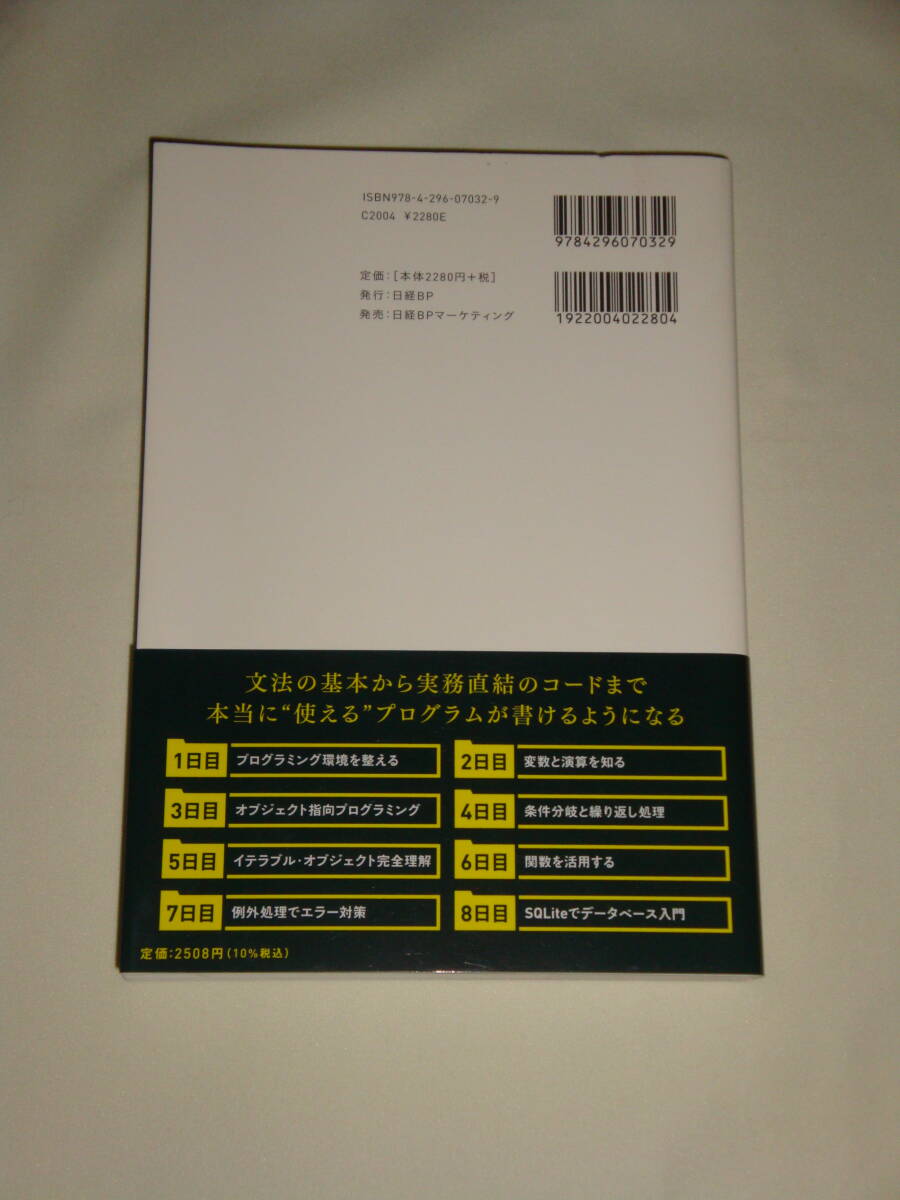 ISBN978-4-296-07032-9
C2004 ¥2280E
9784296070329
定価：［本体2280円＋税］
発行：日経BP
発売：日経BPマーケティング
1922004022804
文法の基本から実務直結のコードまで
本当に“使える”プログラムが書けるようになる
1日目 プログラミング環境を整える
2日目 変数と演算を知る
3日目 オブジェクト指向プログラミング
4日目 条件分岐と繰り返し処理
5日目 イテラブル・オブジェクト完全理解
6日目 関数を活用する
7日目 例外処理でエラー対策
8日目 SQLiteでデータベース入門
定価：2508円（10％税込）